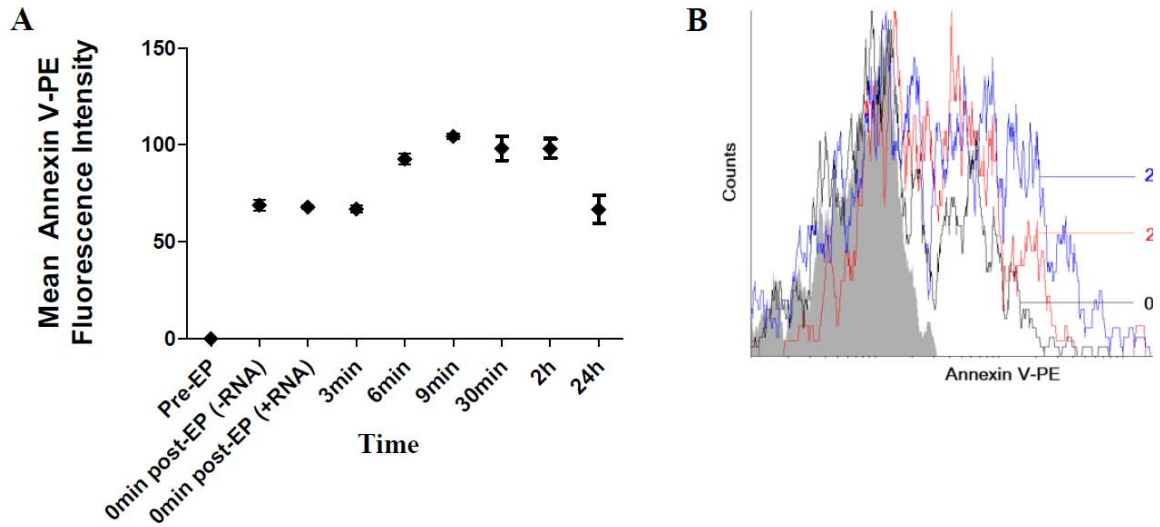 A
Mean Annexin V-PE
Fluorescence Intensity
150
100
50
0
Pre-EP
0min post-EP (-RNA)
0min post-EP (+RNA)
3min
6min
9min
30min
2h
24h
Time
B
Counts
2
2
0
Annexin V-PE